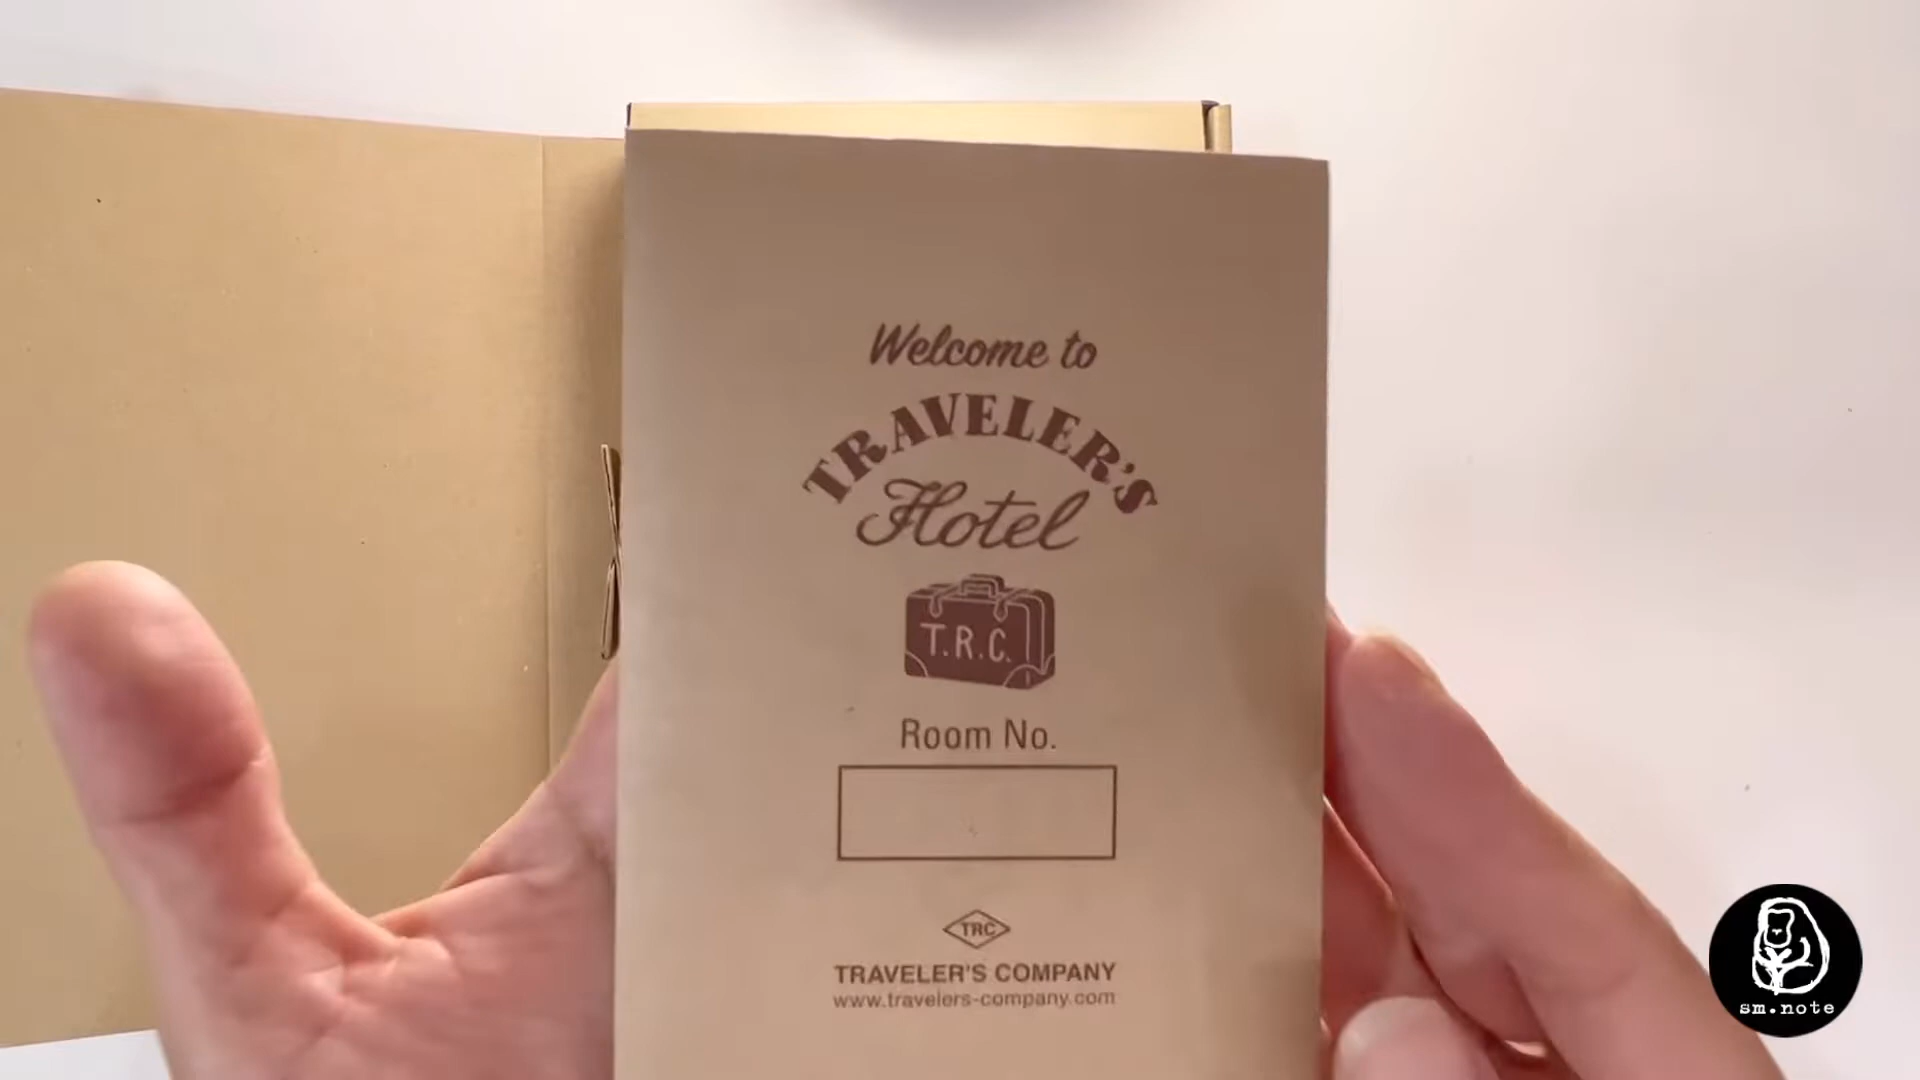 Welcome to
TRAVELER'S
Hotel
T.R.C.
Room No.
TRC
TRAVELER'S COMPANY
www.travelers-company.com
sm.note